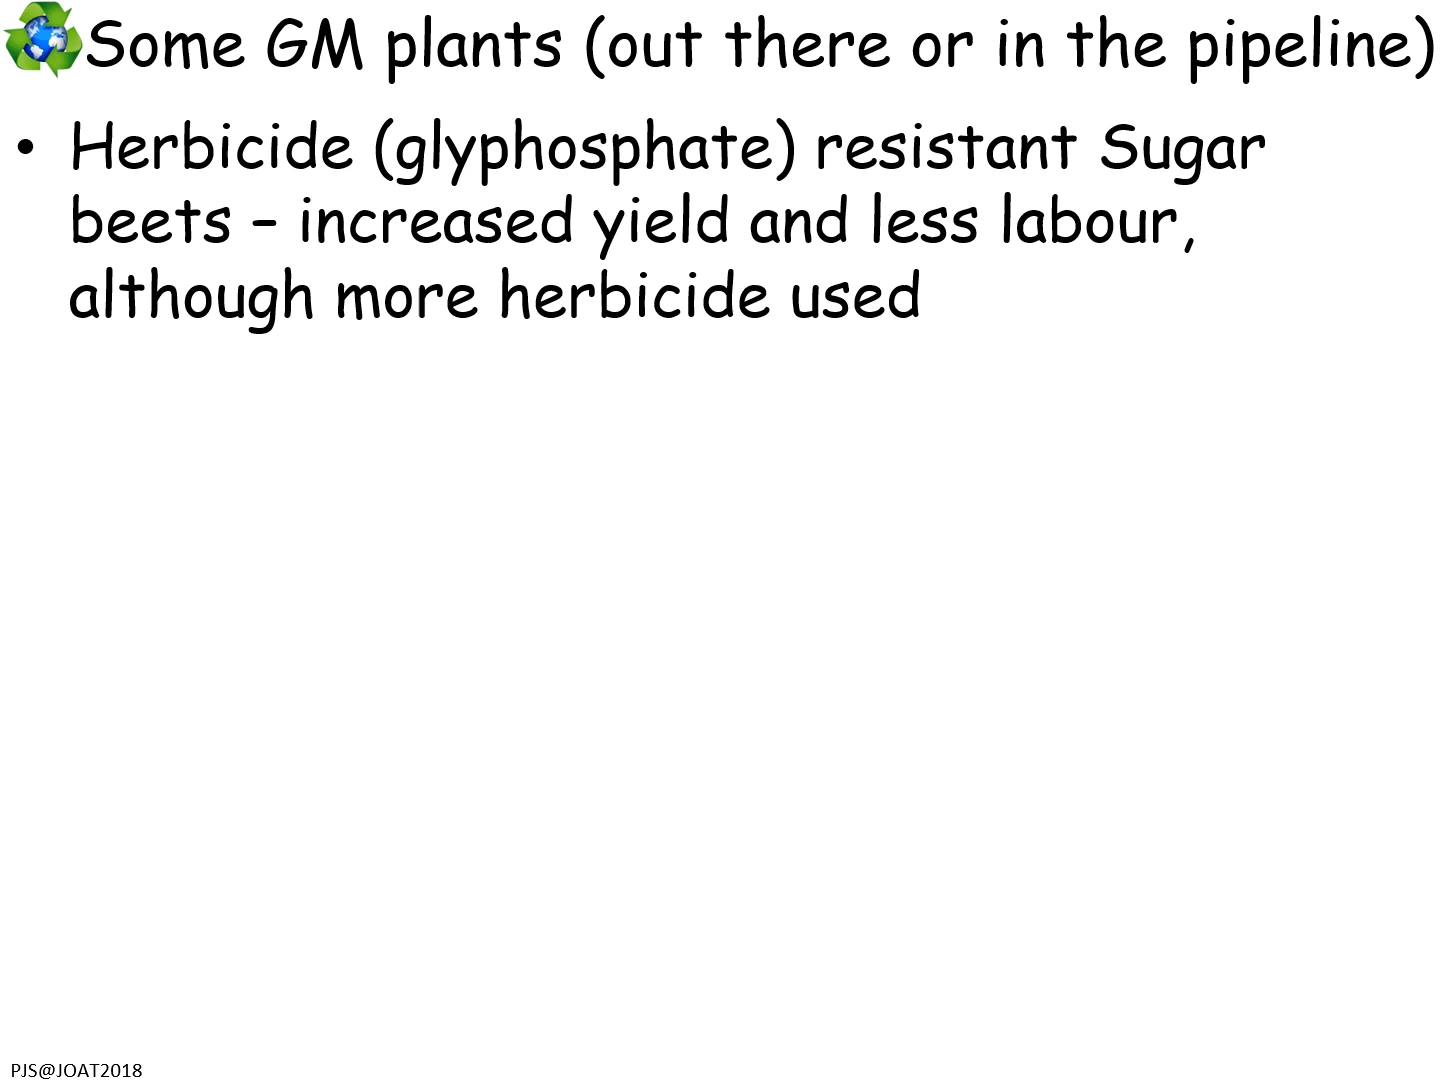 Some GM plants (out there or in the pipeline)
• Herbicide (glyphosphate) resistant Sugar
beets – increased yield and less labour,
although more herbicide used
PJS@JOAT2018